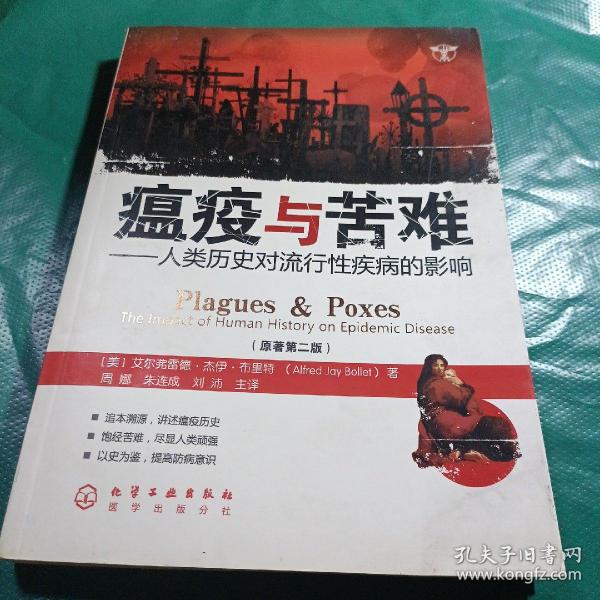 瘟疫与苦难
——人类历史对流行性疾病的影响
Plagues & Poxes
The Impact of Human History on Epidemic Disease
（原著第二版）
［美］艾尔弗雷德·杰伊·布里特 （Alfred Jay Bollet）著
周娜 朱连成 刘沛 主译
■ 追本溯源，讲述瘟疫历史
■ 饱经苦难，尽显人类顽强
■ 以史为鉴，提高防病意识
化学工业出版社
医学出版分社
孔夫子旧书网
www.kongfz.com